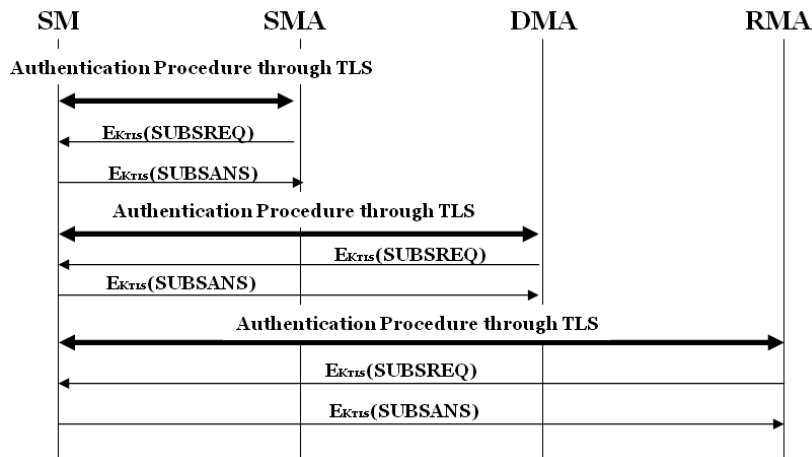 SM SMA DMA RMA
Authentication Procedure through TLS
EKTLS(SUBSREQ)
EKTLS(SUBSANS)
Authentication Procedure through TLS
EKTLS(SUBSREQ)
EKTLS(SUBSANS)
Authentication Procedure through TLS
EKTLS(SUBSREQ)
EKTLS(SUBSANS)